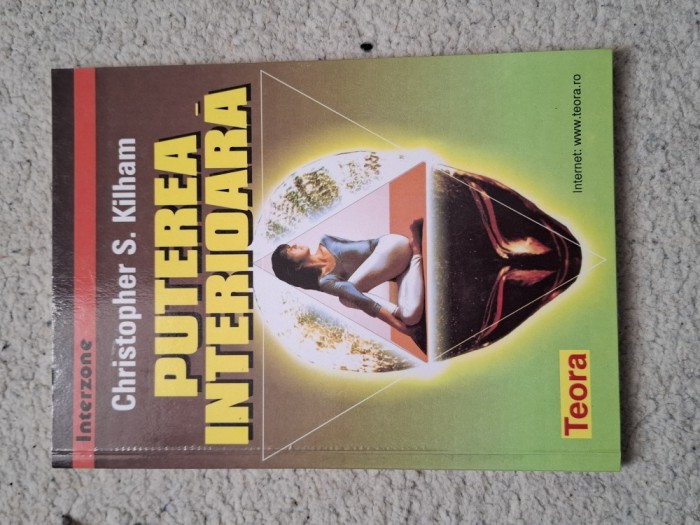 Interzone
Christopher S. Kilham
PUTEREA
INTERIOARĂ
Teora
Internet: www.teora.ro